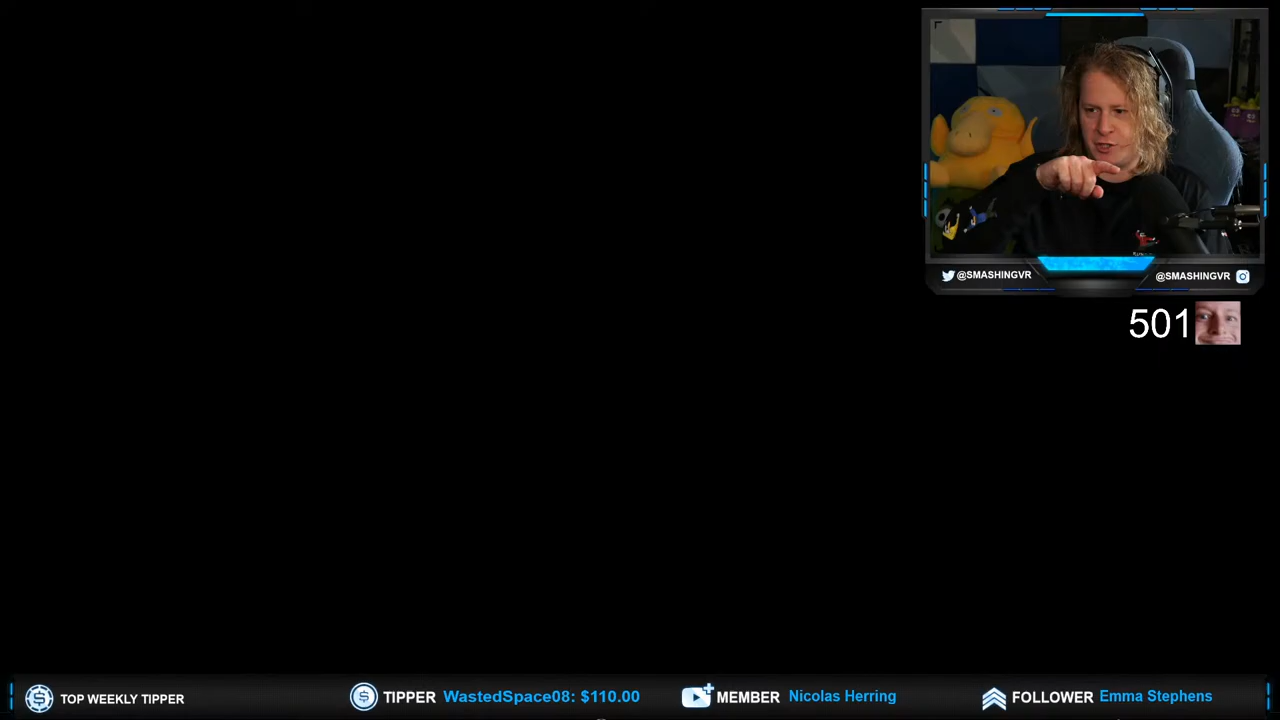 @SMASHINGVR
@SMASHINGVR
501
TOP WEEKLY TIPPER
TIPPER WastedSpace08: $110.00
MEMBER Nicolas Herring
FOLLOWER Emma Stephens